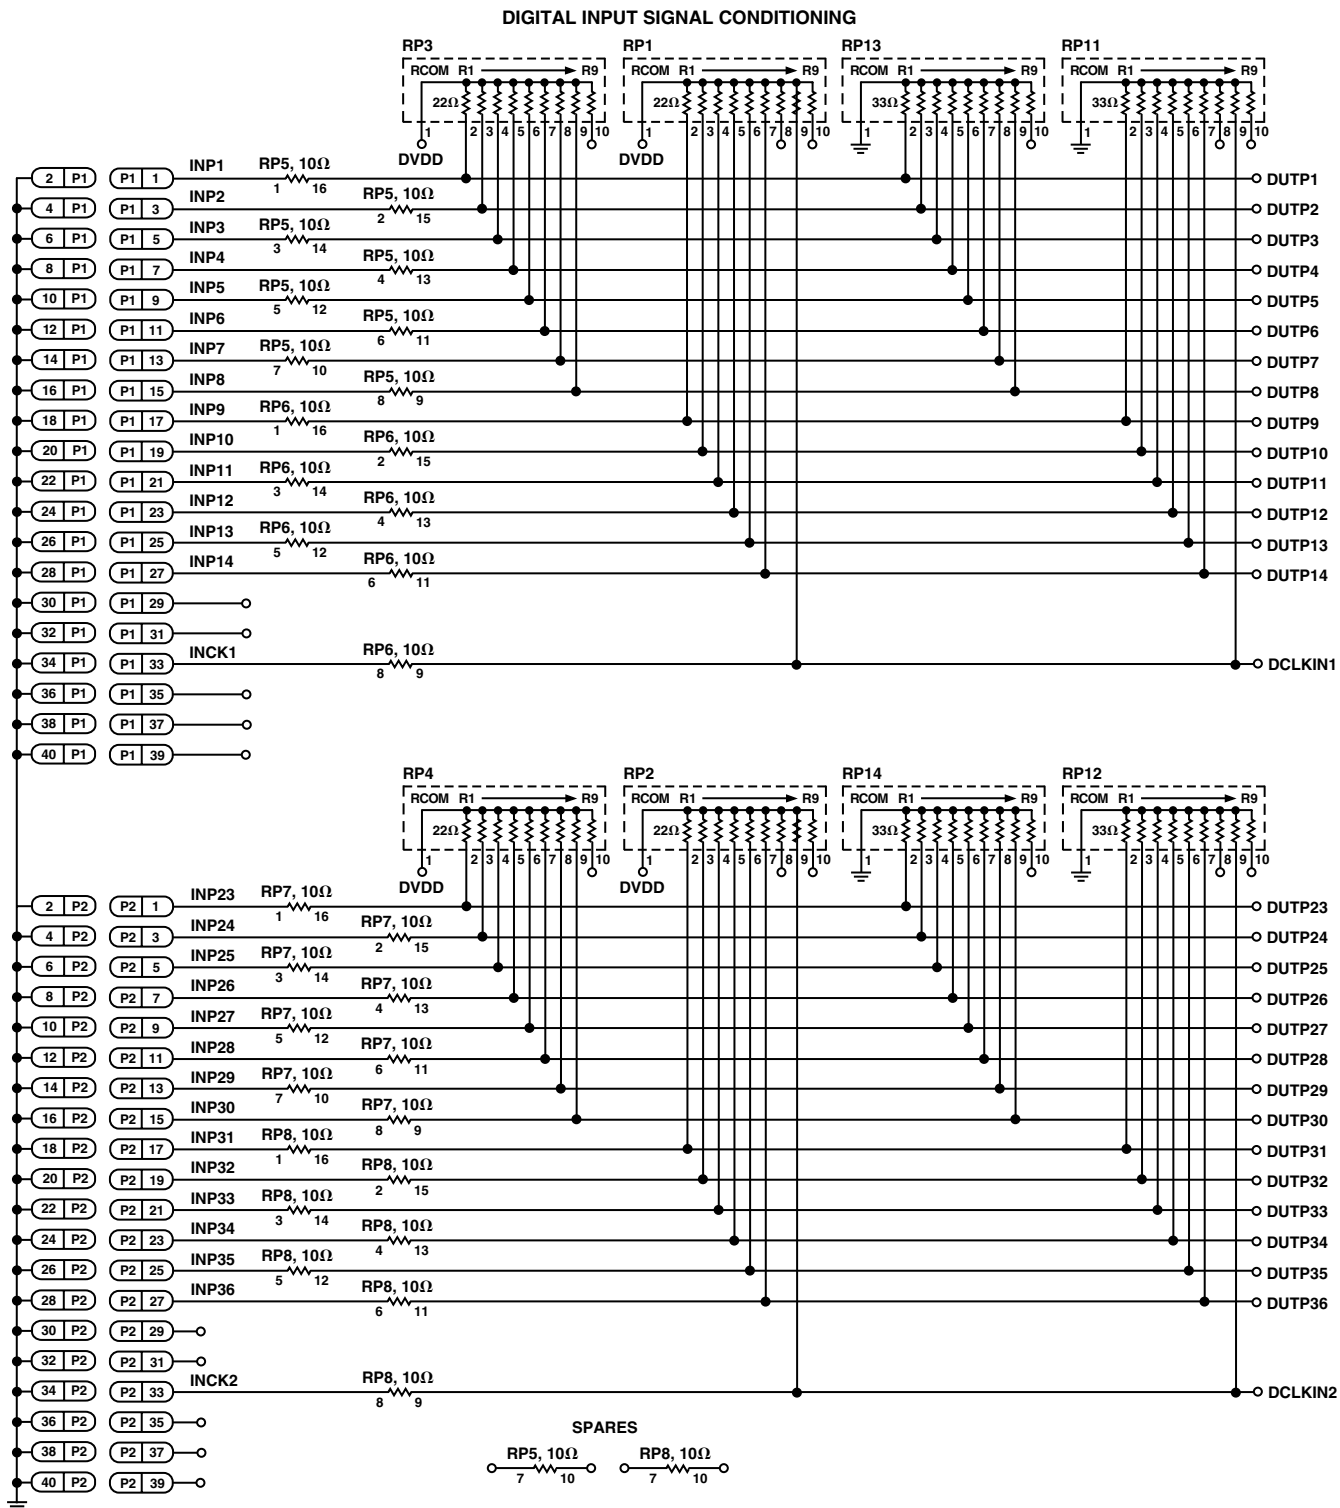 DIGITAL INPUT SIGNAL CONDITIONING
RP3 RP1 RP13 RP11
RCOM R1 R9 RCOM R1 R9 RCOM R1 R9 RCOM R1 R9
22Ω 22Ω 33Ω 33Ω
1 2 3 4 5 6 7 8 9 10 1 2 3 4 5 6 7 8 9 10 1 2 3 4 5 6 7 8 9 10 1 2 3 4 5 6 7 8 9 10
DVDD DVDD
2 P1 P1 1 INP1 RP5, 10Ω 1 16 DUTP1
4 P1 P1 3 INP2 RP5, 10Ω 2 15 DUTP2
6 P1 P1 5 INP3 RP5, 10Ω 3 14 DUTP3
8 P1 P1 7 INP4 RP5, 10Ω 4 13 DUTP4
10 P1 P1 9 INP5 RP5, 10Ω 5 12 DUTP5
12 P1 P1 11 INP6 RP5, 10Ω 6 11 DUTP6
14 P1 P1 13 INP7 RP5, 10Ω 7 10 DUTP7
16 P1 P1 15 INP8 RP5, 10Ω 8 9 DUTP8
18 P1 P1 17 INP9 RP6, 10Ω 1 16 DUTP9
20 P1 P1 19 INP10 RP6, 10Ω 2 15 DUTP10
22 P1 P1 21 INP11 RP6, 10Ω 3 14 DUTP11
24 P1 P1 23 INP12 RP6, 10Ω 4 13 DUTP12
26 P1 P1 25 INP13 RP6, 10Ω 5 12 DUTP13
28 P1 P1 27 INP14 RP6, 10Ω 6 11 DUTP14
30 P1 P1 29
32 P1 P1 31
34 P1 P1 33 INCK1 RP6, 10Ω 8 9 DCLKIN1
36 P1 P1 35
38 P1 P1 37
40 P1 P1 39
RP4 RP2 RP14 RP12
RCOM R1 R9 RCOM R1 R9 RCOM R1 R9 RCOM R1 R9
22Ω 22Ω 33Ω 33Ω
1 2 3 4 5 6 7 8 9 10 1 2 3 4 5 6 7 8 9 10 1 2 3 4 5 6 7 8 9 10 1 2 3 4 5 6 7 8 9 10
DVDD DVDD
2 P2 P2 1 INP23 RP7, 10Ω 1 16 DUTP23
4 P2 P2 3 INP24 RP7, 10Ω 2 15 DUTP24
6 P2 P2 5 INP25 RP7, 10Ω 3 14 DUTP25
8 P2 P2 7 INP26 RP7, 10Ω 4 13 DUTP26
10 P2 P2 9 INP27 RP7, 10Ω 5 12 DUTP27
12 P2 P2 11 INP28 RP7, 10Ω 6 11 DUTP28
14 P2 P2 13 INP29 RP7, 10Ω 7 10 DUTP29
16 P2 P2 15 INP30 RP7, 10Ω 8 9 DUTP30
18 P2 P2 17 INP31 RP8, 10Ω 1 16 DUTP31
20 P2 P2 19 INP32 RP8, 10Ω 2 15 DUTP32
22 P2 P2 21 INP33 RP8, 10Ω 3 14 DUTP33
24 P2 P2 23 INP34 RP8, 10Ω 4 13 DUTP34
26 P2 P2 25 INP35 RP8, 10Ω 5 12 DUTP35
28 P2 P2 27 INP36 RP8, 10Ω 6 11 DUTP36
30 P2 P2 29
32 P2 P2 31
34 P2 P2 33 INCK2 RP8, 10Ω 8 9 DCLKIN2
36 P2 P2 35
38 P2 P2 37
40 P2 P2 39
SPARES
RP5, 10Ω RP8, 10Ω
7 10 7 10